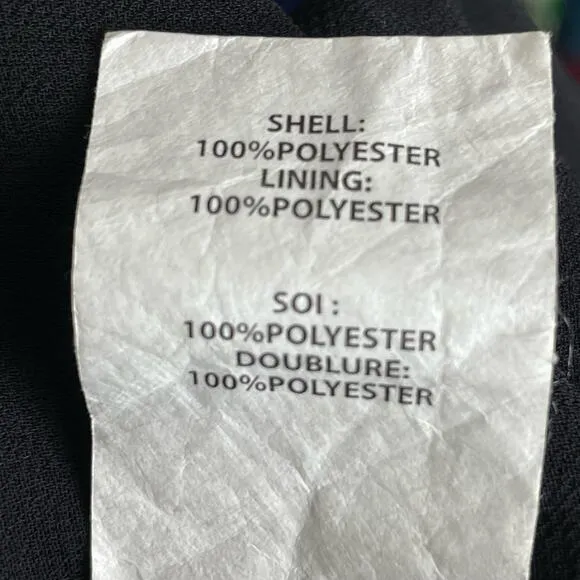 SHELL:
100%POLYESTER
LINING:
100%POLYESTER
SOI :
100%POLYESTER
DOUBLURE:
100%POLYESTER